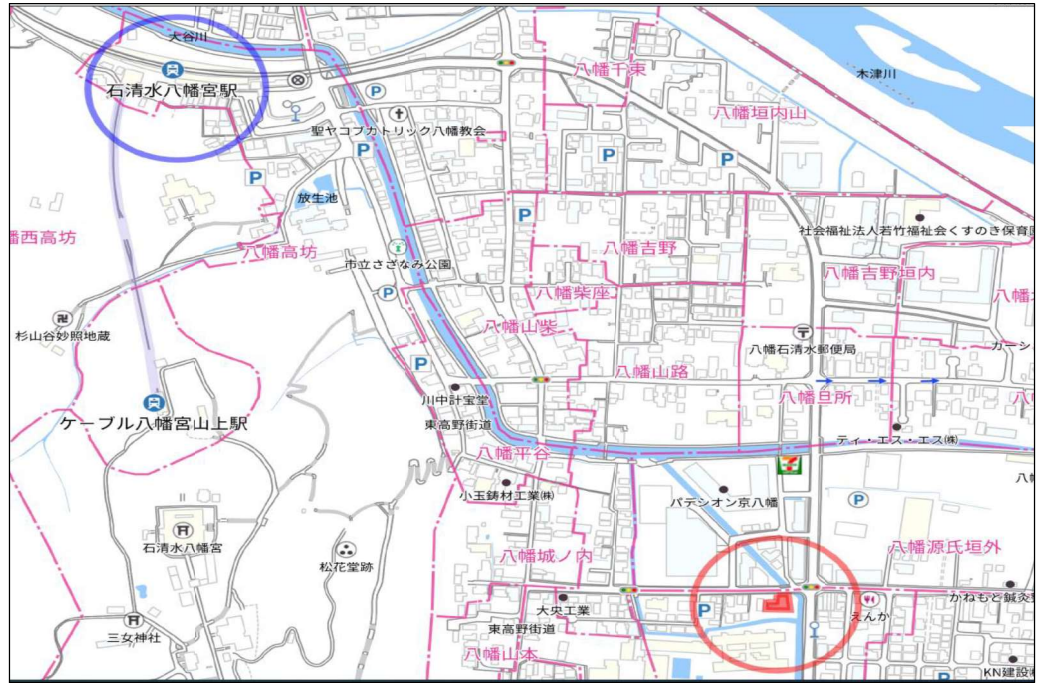 大谷川
石清水八幡宮駅
P
聖ヤコブカトリック八幡教会
八幡千束
木津川
八幡垣内山
P
P
P
P
放生池
P
幡西高坊
八幡高坊
市立さざなみ公園
八幡吉野
社会福祉法人若竹福祉会くすのき保育園
八幡吉野垣内
P
八幡柴座
八幡山柴
杉山谷妙照地蔵
八幡石清水郵便局
カーシ
P
八幡山路
川中計宝堂
八幡旦所
ケーブル八幡宮山上駅
東高野街道
ティ・エス・エス㈱
八幡平谷
小玉鋳材工業㈱
パデシオン京八幡
P
石清水八幡宮
松花堂跡
八幡城ノ内
八幡源氏垣外
大央工業
P
えんか
かねもと鍼灸整
三女神社
東高野街道
八幡山本
P
P
KN建設㈱